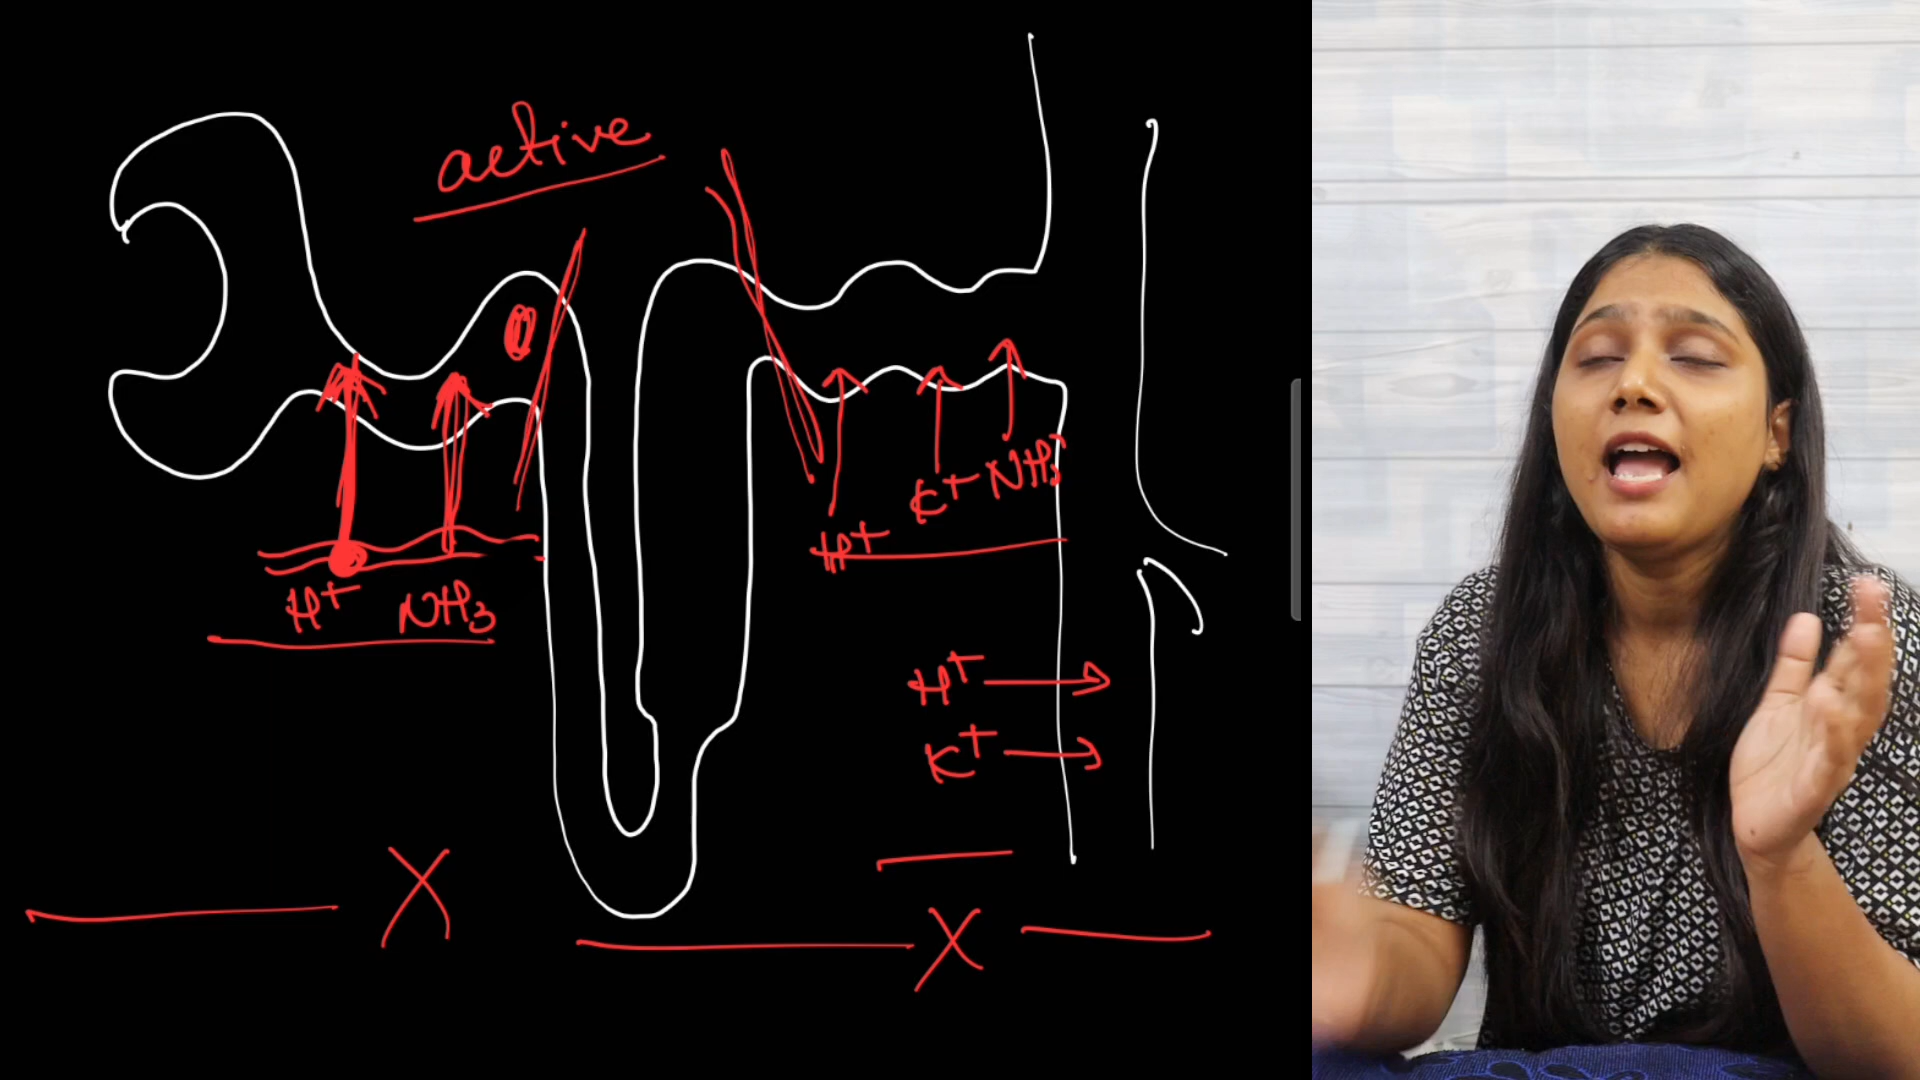 active
K+ NH3
H+
H+ NH3
H+
K+
X
X